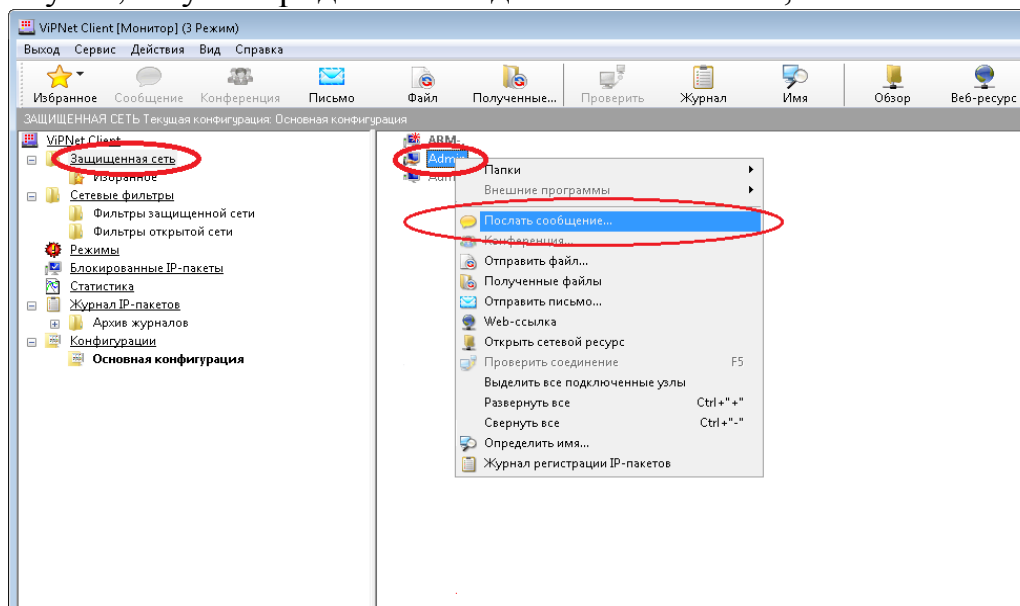 ViPNet Client [Монитор] (3 Режим)
Выход Сервис Действия Вид Справка
Избранное Сообщение Конференция Письмо Файл Полученные... Проверить Журнал Имя Обзор Веб-ресурс
ЗАЩИЩЕННАЯ СЕТЬ Текущая конфигурация: Основная конфигурация
ViPNet Client
Защищенная сеть
Избранное
Сетевые фильтры
Фильтры защищенной сети
Фильтры открытой сети
Режимы
Блокированные IP-пакеты
Статистика
Журнал IP-пакетов
Архив журналов
Конфигурации
Основная конфигурация
ARM-
Admin
Папки
Внешние программы
Послать сообщение...
Конференция...
Отправить файл...
Полученные файлы
Отправить письмо...
Web-ссылка
Открыть сетевой ресурс
Проверить соединение F5
Выделить все подключенные узлы
Развернуть все Ctrl+"+"
Свернуть все Ctrl+"-"
Определить имя...
Журнал регистрации IP-пакетов